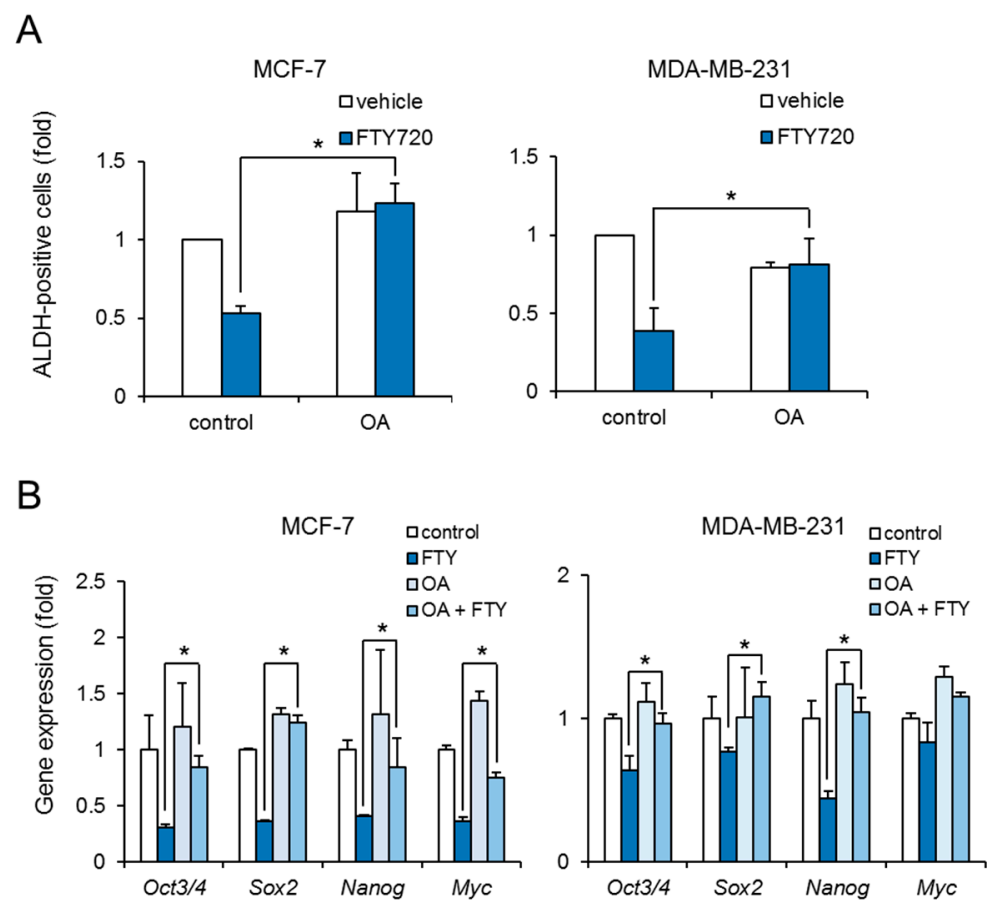 A
MCF-7
vehicle
FTY720
*
ALDH-positive cells (fold)
1.5
1
0.5
0
control
OA
MDA-MB-231
vehicle
FTY720
*
1.5
1
0.5
0
control
OA
B
MCF-7
control
FTY
OA
OA + FTY
Gene expression (fold)
2.5
2
1.5
1
0.5
0
*
*
*
*
Oct3/4
Sox2
Nanog
Myc
MDA-MB-231
control
FTY
OA
OA + FTY
2
1
0
*
*
*
Oct3/4
Sox2
Nanog
Myc